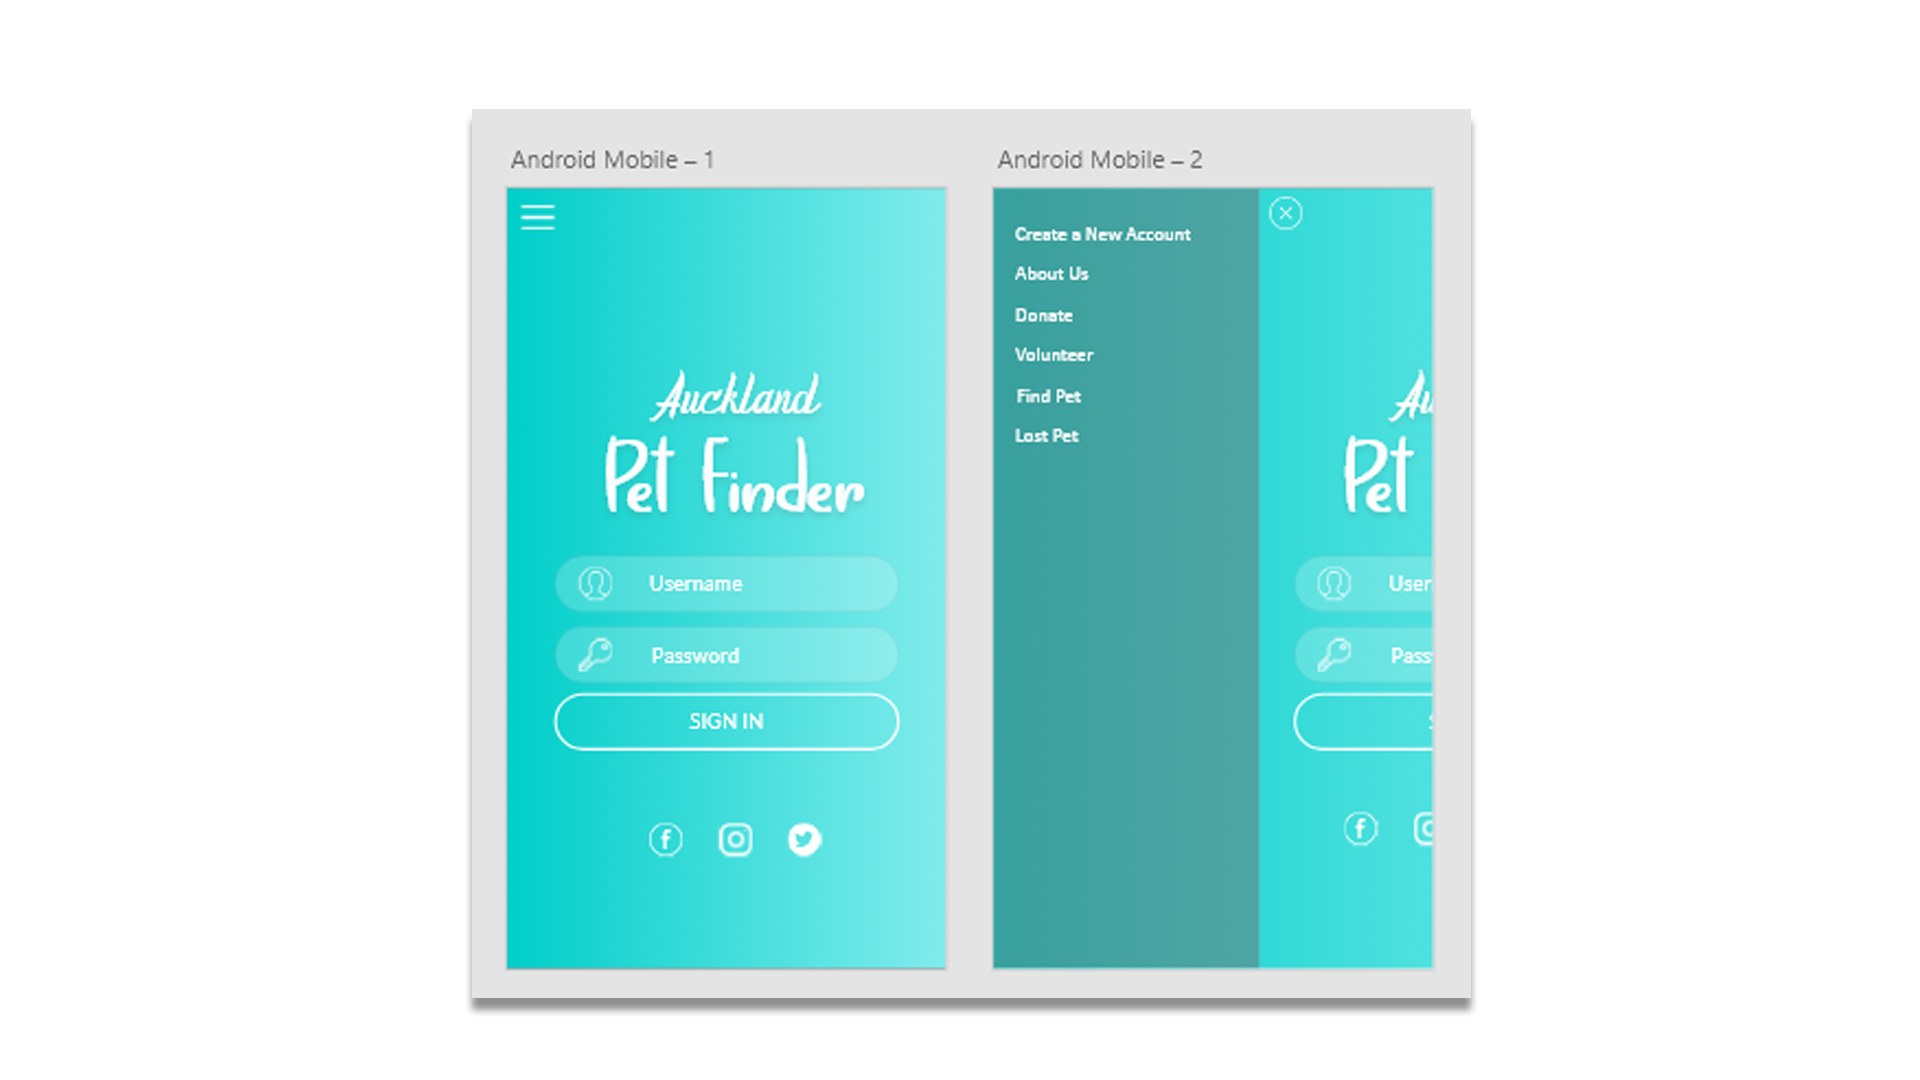 Android Mobile – 1
Auckland
Pet Finder
Username
Password
SIGN IN
Android Mobile – 2
Create a New Account
About Us
Donate
Volunteer
Find Pet
Lost Pet
Au
Pet
User
Pass